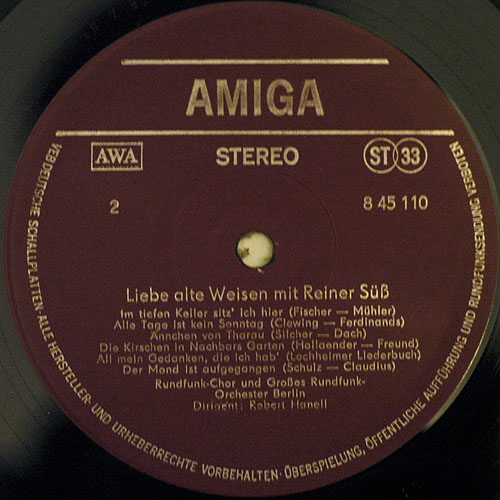 AMIGA
AWA
STEREO
ST 33
2
8 45 110
Liebe alte Weisen mit Reiner Süß
Im tiefen Keller sitz' ich hier (Fischer — Mühler)
Alle Tage ist kein Sonntag (Clewing — Ferdinands)
Ännchen von Tharau (Silcher — Dach)
Die Kirschen in Nachbars Garten (Hollaender — Freund)
All mein Gedanken, die ich hab' (Lochheimer Liederbuch)
Der Mond ist aufgegangen (Schulz — Claudius)
Rundfunk-Chor und Großes Rundfunk-
Orchester Berlin
Dirigent: Robert Hanell
VEB DEUTSCHE SCHALLPLATTEN · ALLE HERSTELLER- UND URHEBERRECHTE VORBEHALTEN · ÜBERSPIELUNG, ÖFFENTLICHE AUFFÜHRUNG UND RUNDFUNKSENDUNG VERBOTEN